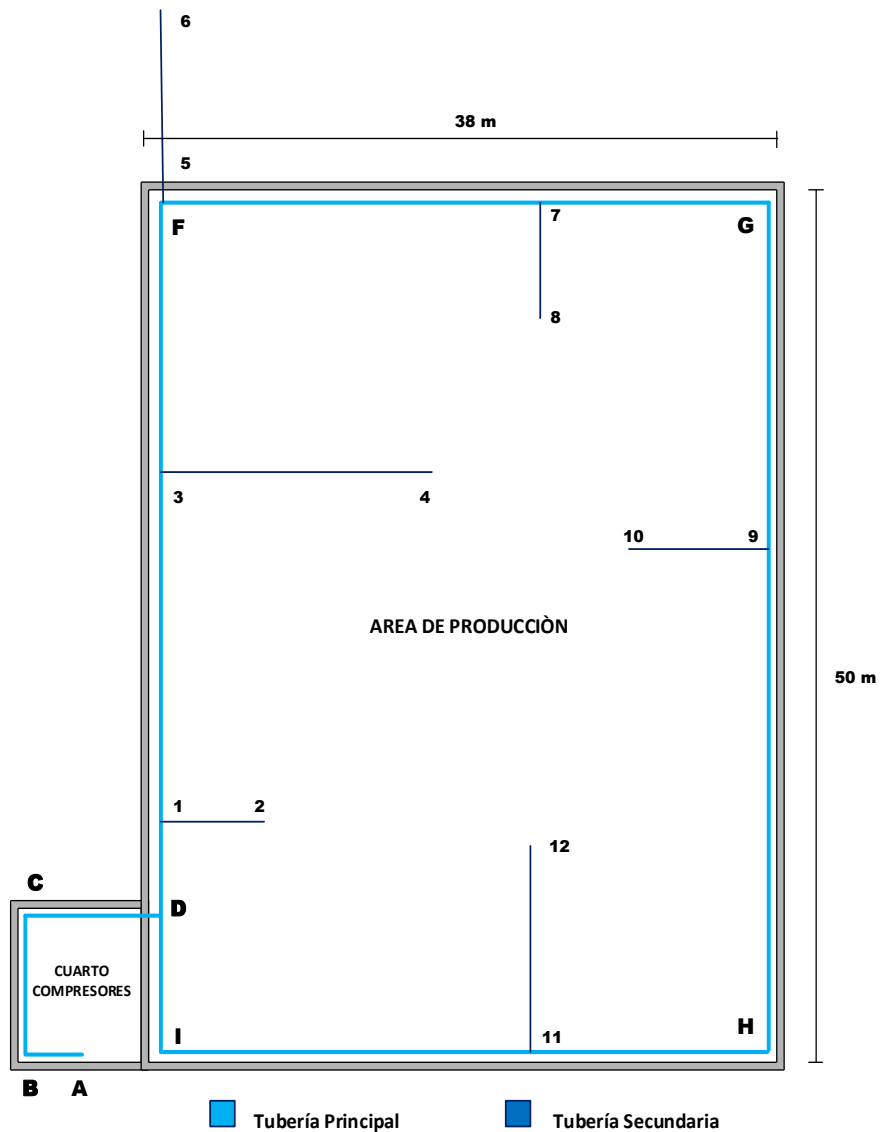 6
38 m
5
F
7
G
8
3
4
10
9
AREA DE PRODUCCIÒN
50 m
1
2
12
C
D
CUARTO
COMPRESORES
I
11
H
B
A
Tubería Principal
Tubería Secundaria